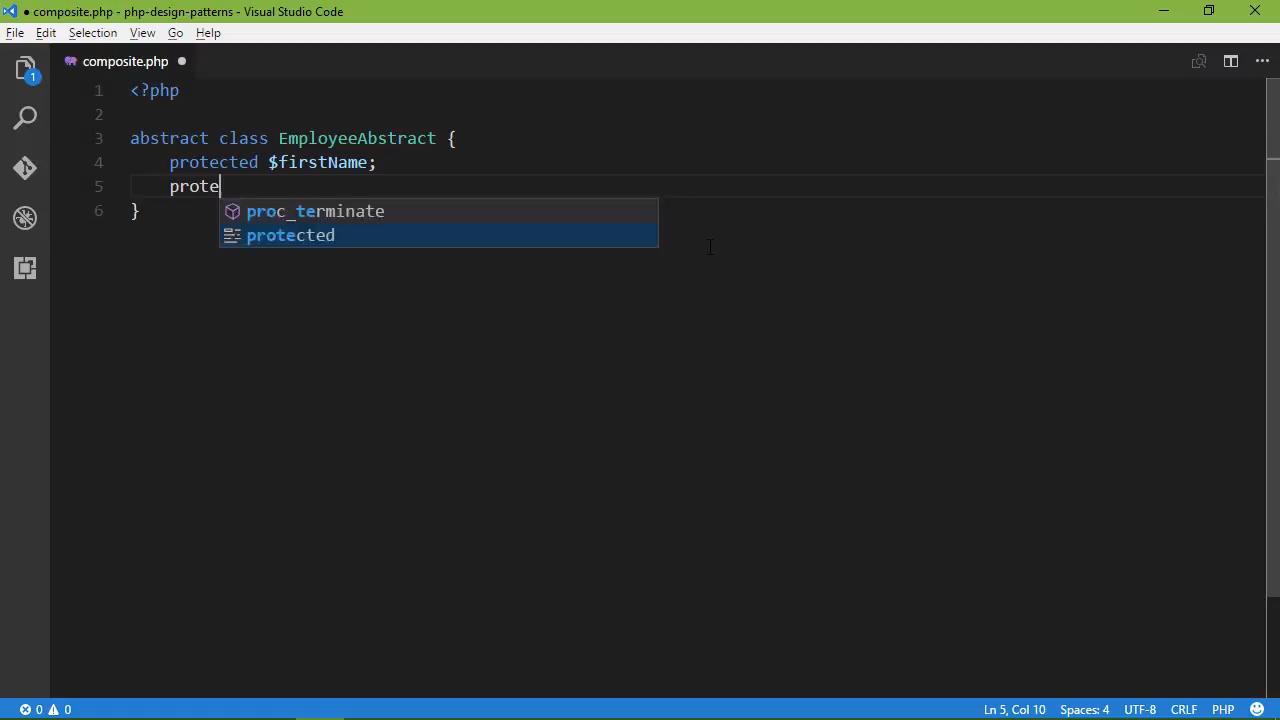 ● composite.php - php-design-patterns - Visual Studio Code
File Edit Selection View Go Help
1
composite.php ●
1 <?php
2
3 abstract class EmployeeAbstract {
4 protected $firstName;
5 prote
proc_terminate
protected
6 }
0 0 Ln 5, Col 10 Spaces: 4 UTF-8 CRLF PHP